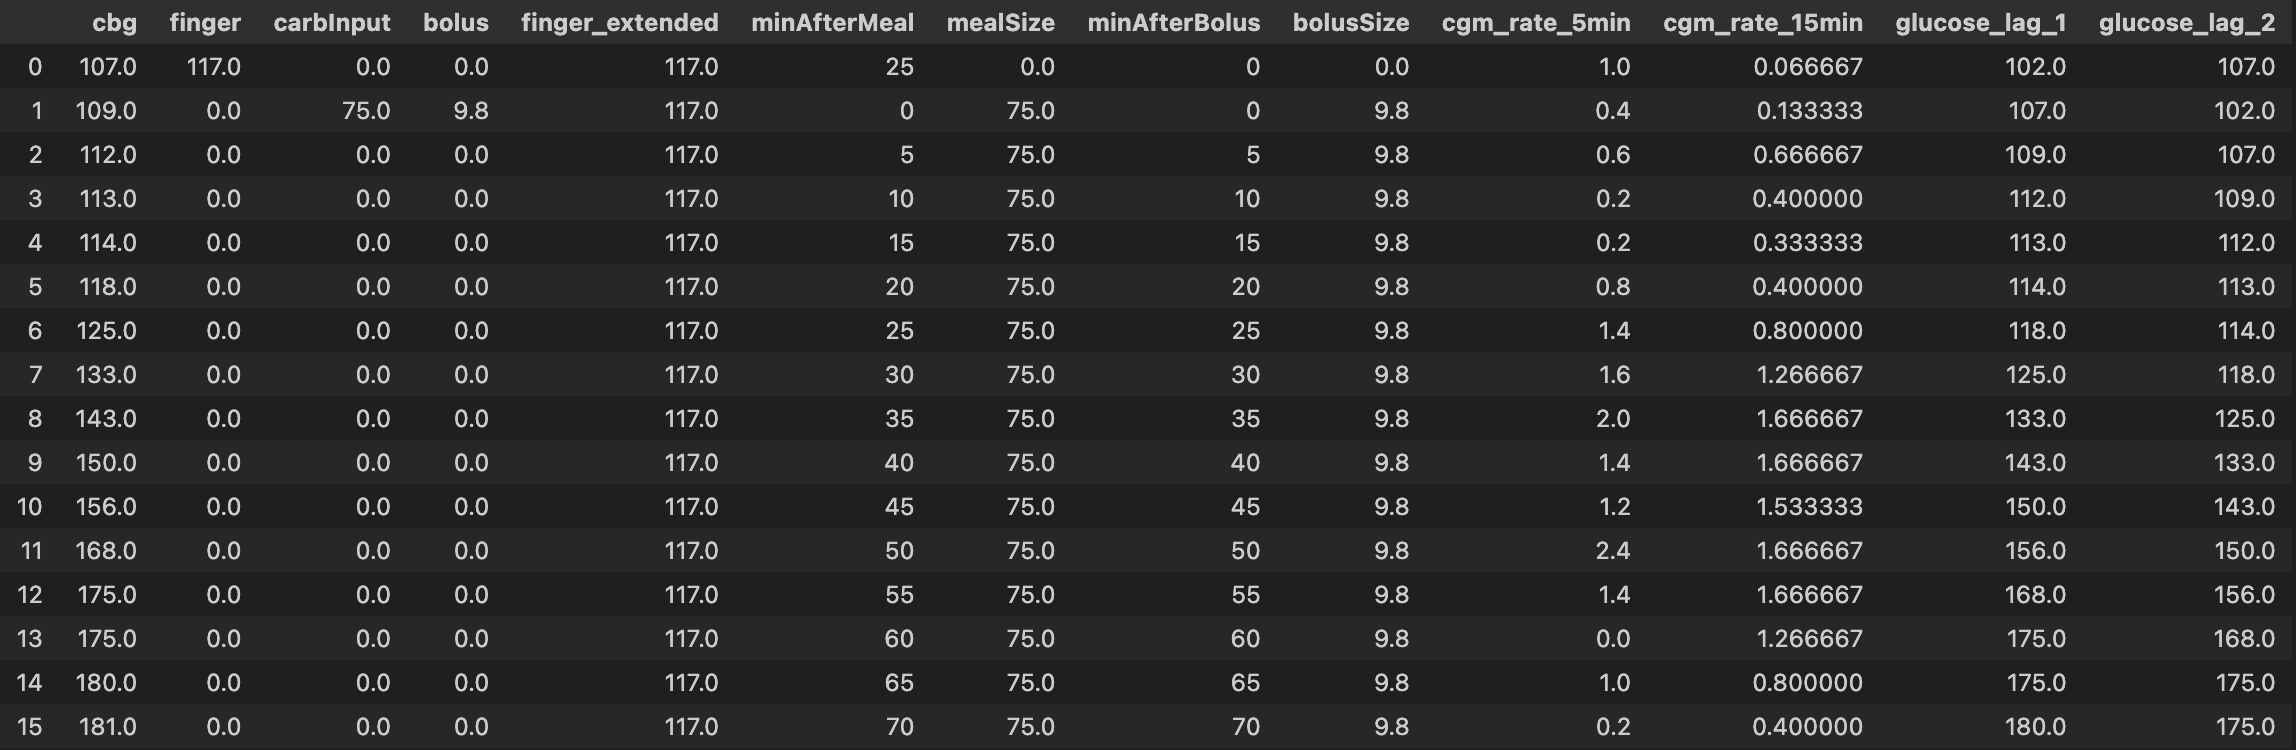 cbg finger carbInput bolus finger_extended minAfterMeal mealSize minAfterBolus bolusSize cgm_rate_5min cgm_rate_15min glucose_lag_1 glucose_lag_2
0 107.0 117.0 0.0 0.0 117.0 25 0.0 0 0.0 1.0 0.066667 102.0 107.0
1 109.0 0.0 75.0 9.8 117.0 0 75.0 0 9.8 0.4 0.133333 107.0 102.0
2 112.0 0.0 0.0 0.0 117.0 5 75.0 5 9.8 0.6 0.666667 109.0 107.0
3 113.0 0.0 0.0 0.0 117.0 10 75.0 10 9.8 0.2 0.400000 112.0 109.0
4 114.0 0.0 0.0 0.0 117.0 15 75.0 15 9.8 0.2 0.333333 113.0 112.0
5 118.0 0.0 0.0 0.0 117.0 20 75.0 20 9.8 0.8 0.400000 114.0 113.0
6 125.0 0.0 0.0 0.0 117.0 25 75.0 25 9.8 1.4 0.800000 118.0 114.0
7 133.0 0.0 0.0 0.0 117.0 30 75.0 30 9.8 1.6 1.266667 125.0 118.0
8 143.0 0.0 0.0 0.0 117.0 35 75.0 35 9.8 2.0 1.666667 133.0 125.0
9 150.0 0.0 0.0 0.0 117.0 40 75.0 40 9.8 1.4 1.666667 143.0 133.0
10 156.0 0.0 0.0 0.0 117.0 45 75.0 45 9.8 1.2 1.533333 150.0 143.0
11 168.0 0.0 0.0 0.0 117.0 50 75.0 50 9.8 2.4 1.666667 156.0 150.0
12 175.0 0.0 0.0 0.0 117.0 55 75.0 55 9.8 1.4 1.666667 168.0 156.0
13 175.0 0.0 0.0 0.0 117.0 60 75.0 60 9.8 0.0 1.266667 175.0 168.0
14 180.0 0.0 0.0 0.0 117.0 65 75.0 65 9.8 1.0 0.800000 175.0 175.0
15 181.0 0.0 0.0 0.0 117.0 70 75.0 70 9.8 0.2 0.400000 180.0 175.0